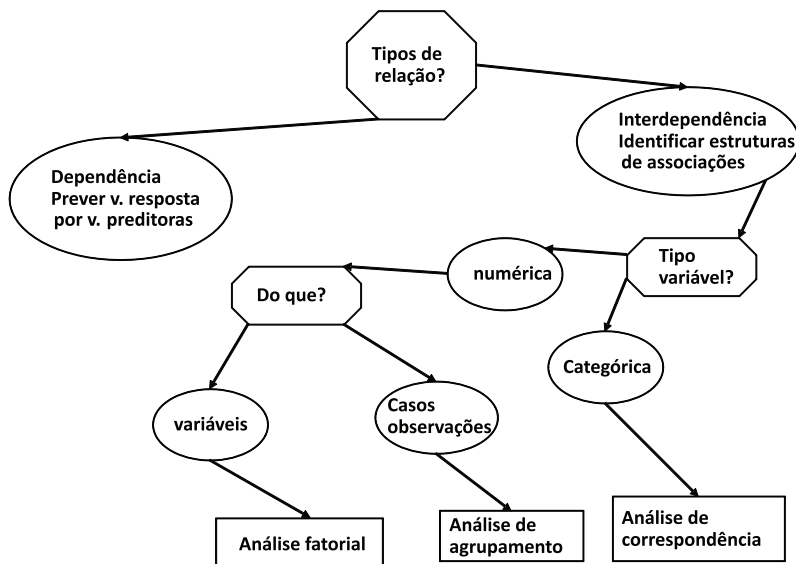 Tipos de
relação?
Interdependência
Identificar estruturas
de associações
Dependência
Prever v. resposta
por v. preditoras
Tipo
variável?
numérica
Do que?
Categórica
variáveis
Casos
observações
Análise fatorial
Análise de
agrupamento
Análise de
correspondência